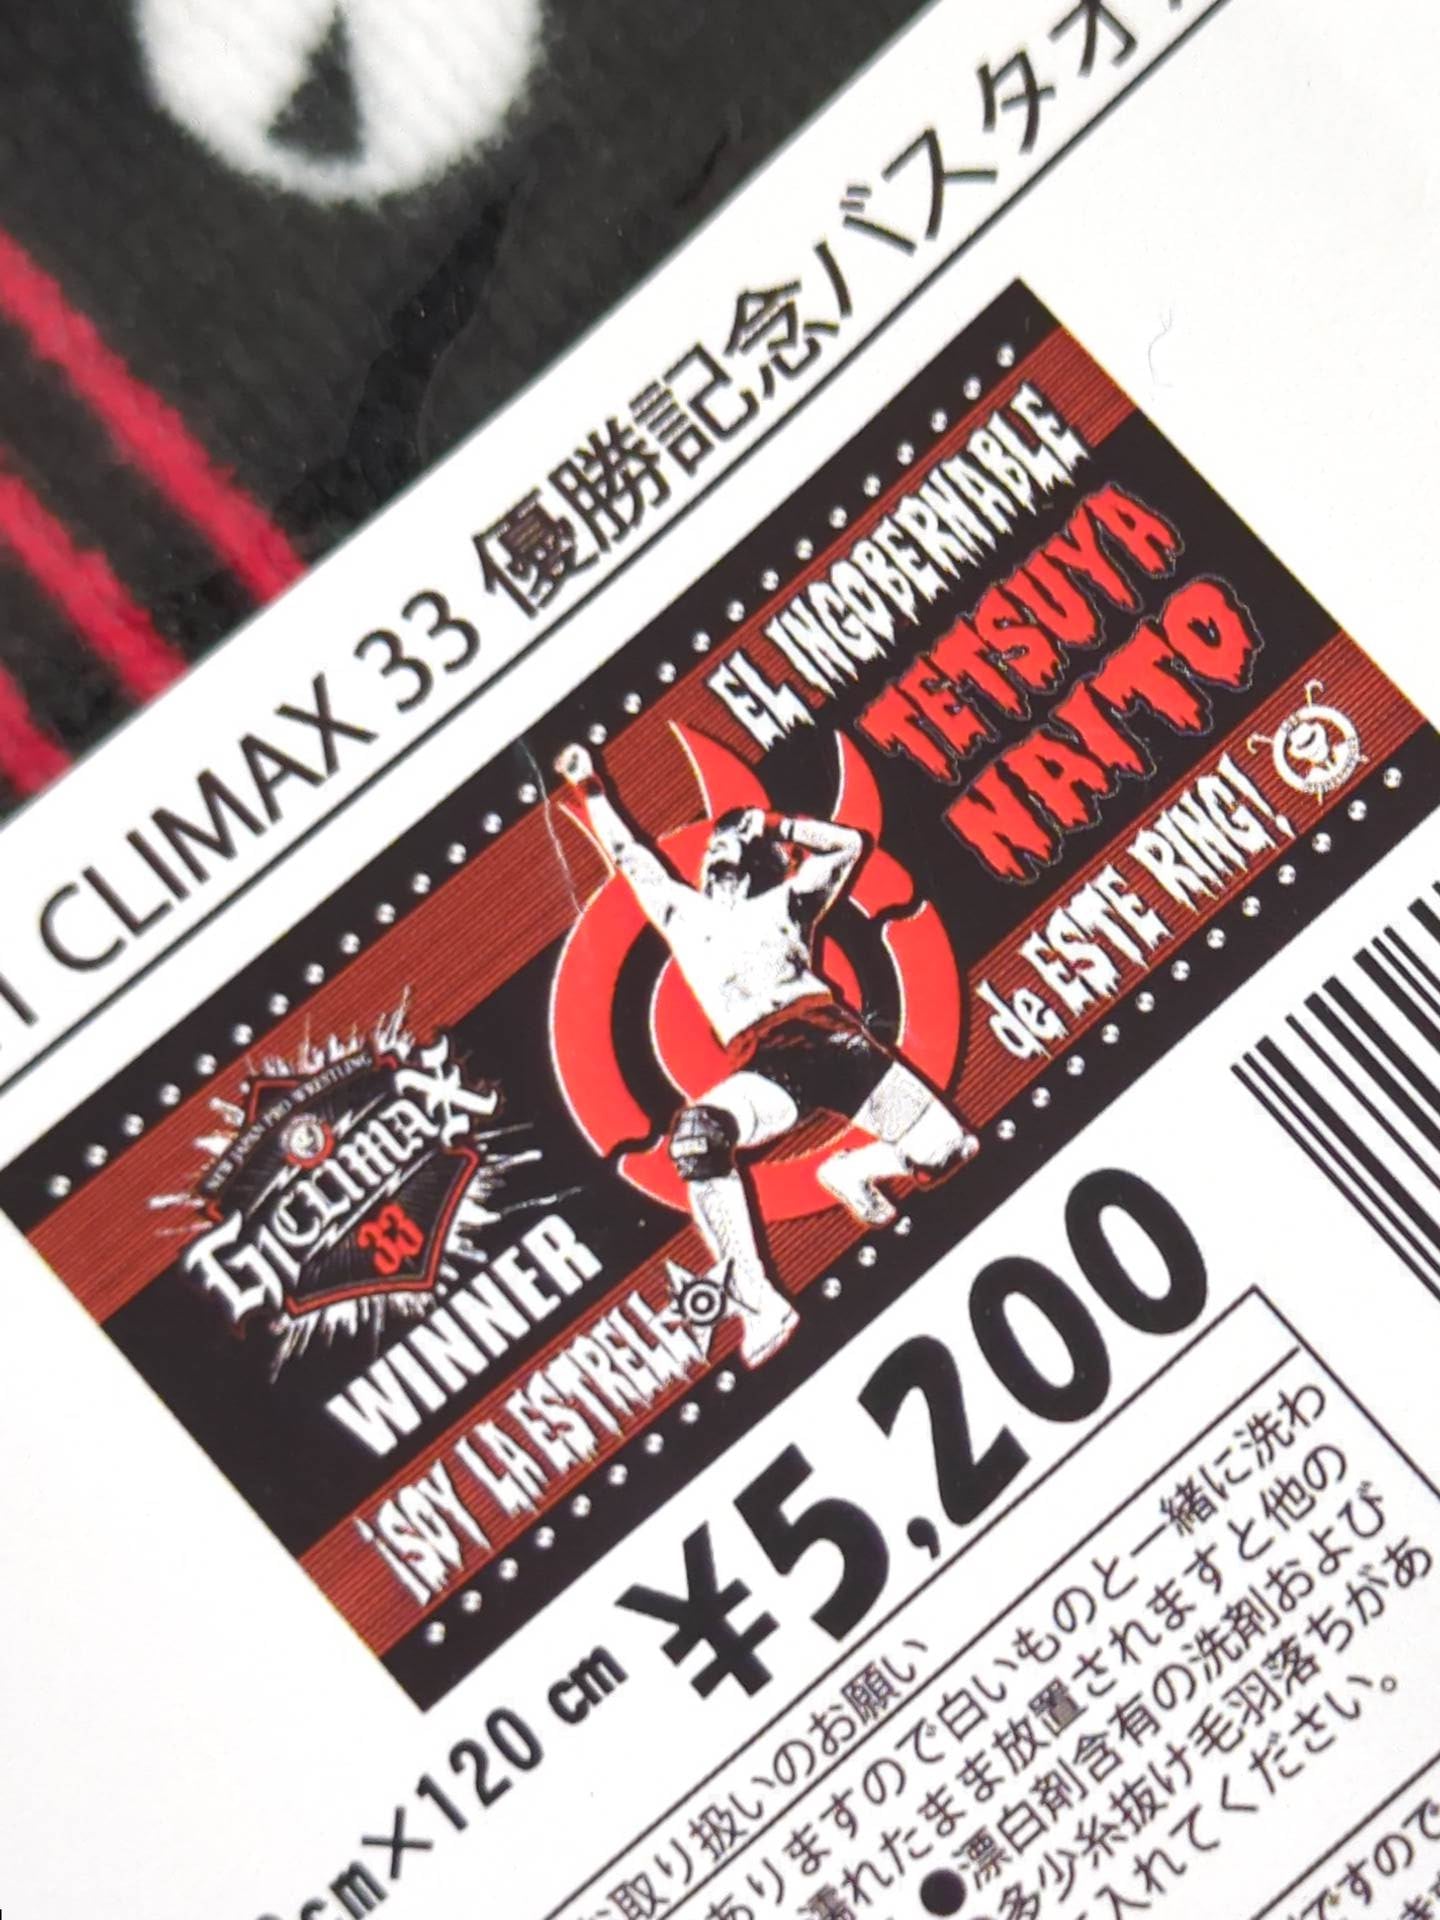 CLIMAX 33 優勝記念バスタオ
EL INGOBERNABLE
TETSUYA
NAITO
de ESTE RING!
NEW JAPAN PRO WRESTLING
G1 CLIMAX
33
WINNER
¡SOY LA ESTRELLA
¥5,200
cm×120 cm
お取り扱いのお願い
ありますので白いものと一緒に洗わ
濡れたまま放置されますと他の
●漂白剤含有の洗剤および
多少糸抜け毛羽落ちがあ
入れてください。
ですので